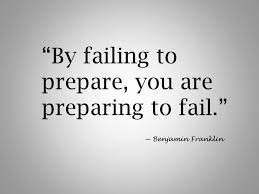 “By failing to
prepare, you are
preparing to fail.”
— Benjamin Franklin